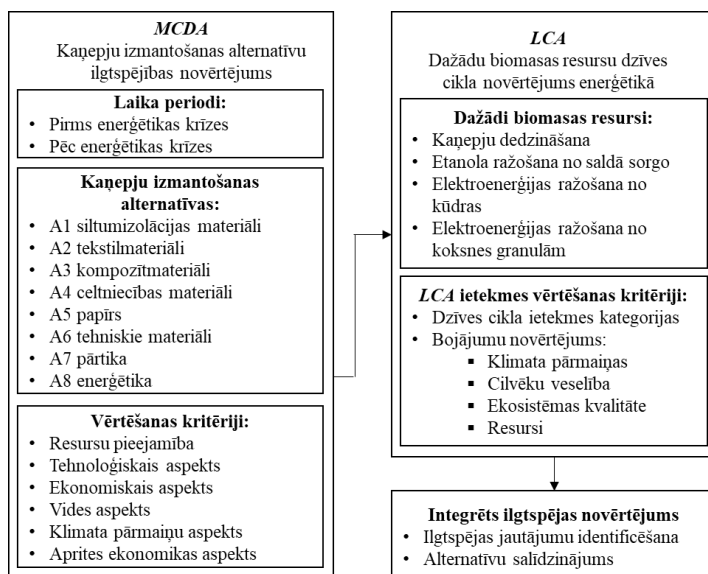 MCDA
Kaņepju izmantošanas alternatīvu
ilgtspējības novērtējums
Laika periodi:
• Pirms enerģētikas krīzes
• Pēc enerģētikas krīzes
Kaņepju izmantošanas
alternatīvas:
• A1 siltumizolācijas materiāli
• A2 tekstilmateriāli
• A3 kompozītmateriāli
• A4 celtniecības materiāli
• A5 papīrs
• A6 tehniskie materiāli
• A7 pārtika
• A8 enerģētika
Vērtēšanas kritēriji:
• Resursu pieejamība
• Tehnoloģiskais aspekts
• Ekonomiskais aspekts
• Vides aspekts
• Klimata pārmaiņu aspekts
• Aprites ekonomikas aspekts
LCA
Dažādu biomasas resursu dzīves
cikla novērtējums enerģētikā
Dažādi biomasas resursi:
• Kaņepju dedzināšana
• Etanola ražošana no saldā sorgo
• Elektroenerģijas ražošana no
kūdras
• Elektroenerģijas ražošana no
koksnes granulām
LCA ietekmes vērtēšanas kritēriji:
• Dzīves cikla ietekmes kategorijas
• Bojājumu novērtējums:
▪ Klimata pārmaiņas
▪ Cilvēku veselība
▪ Ekosistēmas kvalitāte
▪ Resursi
Integrēts ilgtspējas novērtējums
• Ilgtspējas jautājumu identificēšana
• Alternatīvu salīdzinājums